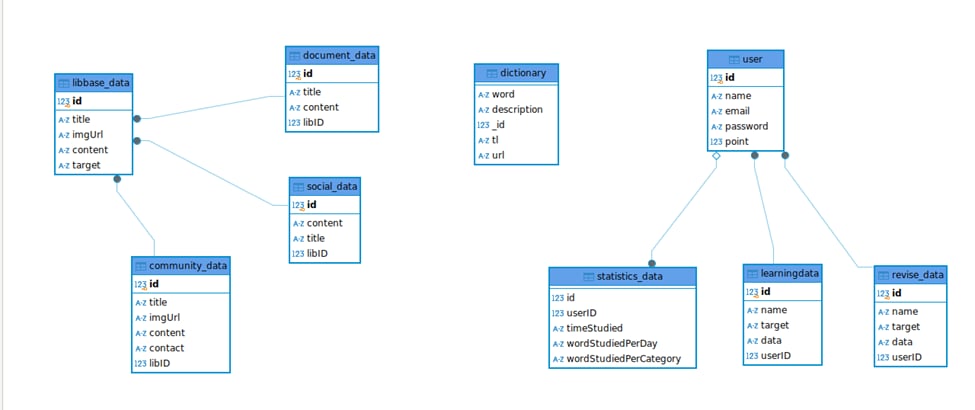 libbase_data
123 id
A-Z title
A-Z imgUrl
A-Z content
A-Z target
document_data
123 id
A-Z title
A-Z content
123 libID
social_data
123 id
A-Z content
A-Z title
123 libID
community_data
123 id
A-Z title
A-Z imgUrl
A-Z content
A-Z contact
123 libID
dictionary
A-Z word
A-Z description
123 _id
A-Z tl
A-Z url
user
123 id
A-Z name
A-Z email
A-Z password
123 point
statistics_data
123 id
123 userID
A-Z timeStudied
A-Z wordStudiedPerDay
A-Z wordStudiedPerCategory
learningdata
123 id
A-Z name
A-Z target
A-Z data
123 userID
revise_data
123 id
A-Z name
A-Z target
A-Z data
123 userID